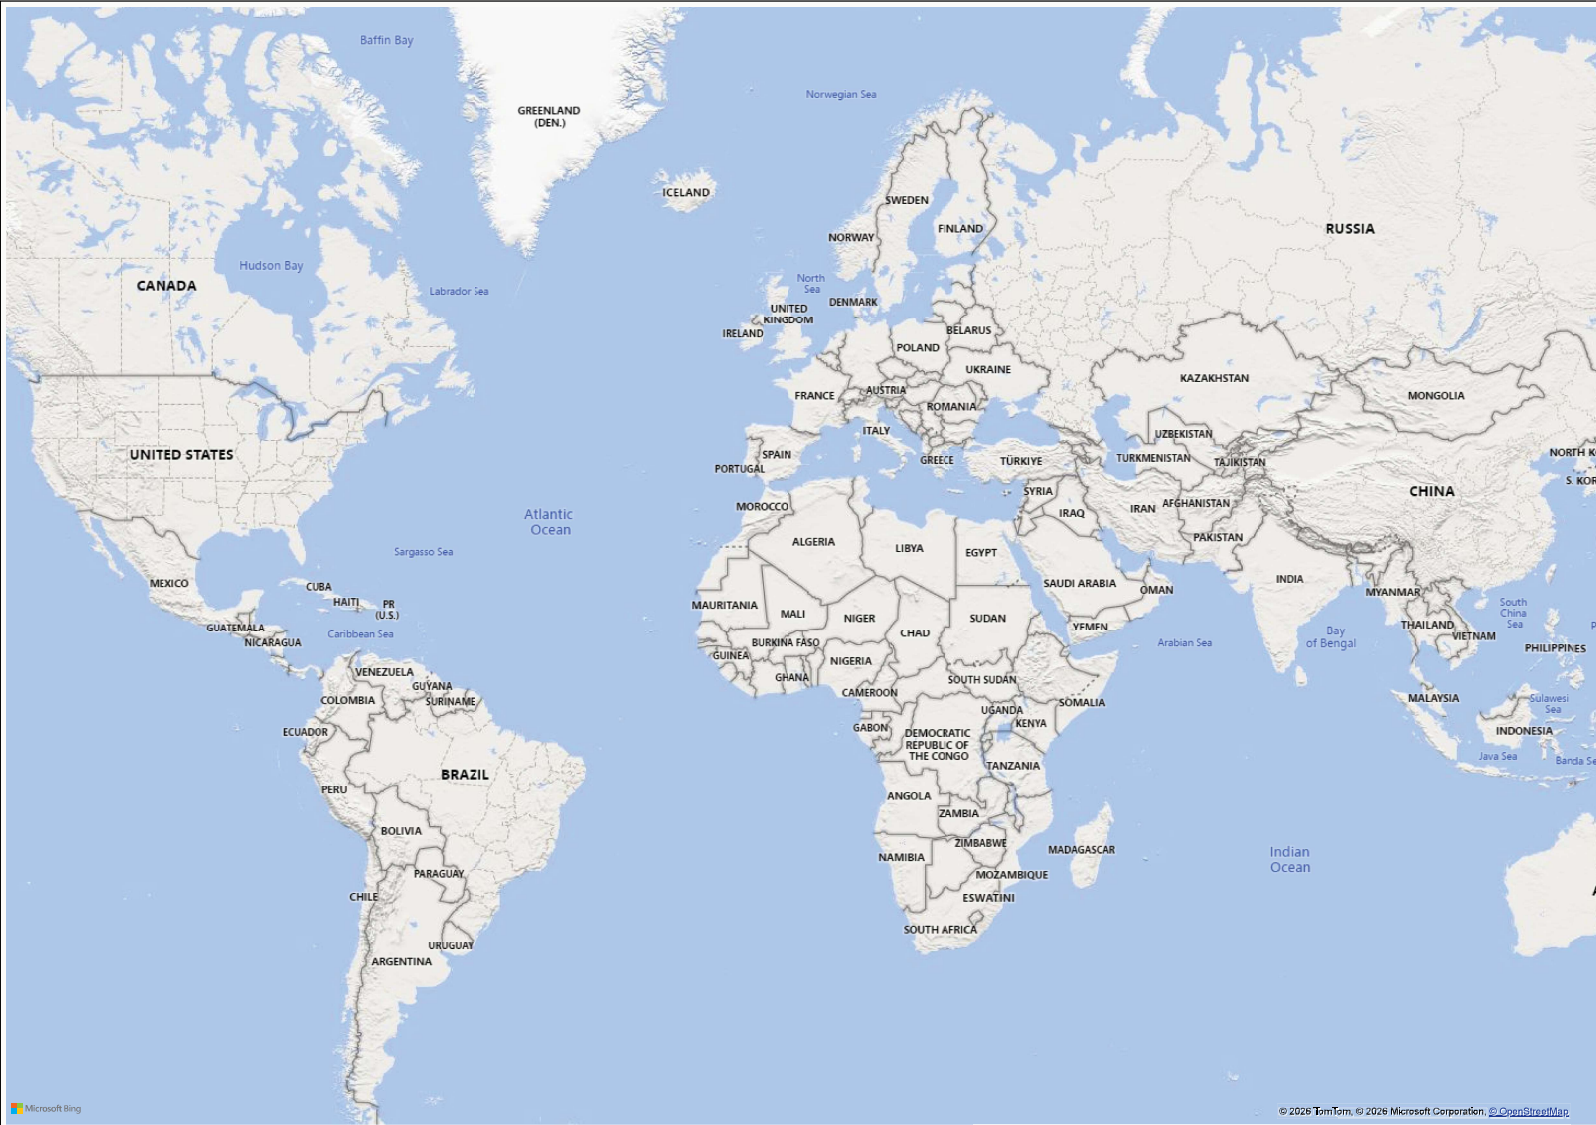 Baffin Bay
Norwegian Sea
GREENLAND
(DEN.)
ICELAND
SWEDEN
RUSSIA
FINLAND
NORWAY
Hudson Bay
North
Sea
CANADA
Labrador Sea
DENMARK
UNITED
KINGDOM
IRELAND
BELARUS
POLAND
UKRAINE
KAZAKHSTAN
AUSTRIA
FRANCE
MONGOLIA
ROMANIA
ITALY
UZBEKISTAN
UNITED STATES
SPAIN
GREECE
TÜRKIYE
TURKMENISTAN
TAJIKISTAN
NORTH K
PORTUGAL
S. KOR
SYRIA
CHINA
MOROCCO
IRAN
AFGHANISTAN
IRAQ
Atlantic
Ocean
PAKISTAN
ALGERIA
LIBYA
EGYPT
Sargasso Sea
MEXICO
CUBA
SAUDI ARABIA
INDIA
OMAN
MYANMAR
HAITI
PR
(U.S.)
MAURITANIA
MALI
NIGER
SUDAN
South
China
Sea
GUATEMALA
NICARAGUA
Caribbean Sea
CHAD
YEMEN
THAILAND
VIETNAM
P
Bay
of Bengal
Arabian Sea
BURKINA FASO
PHILIPPINES
GUINEA
NIGERIA
VENEZUELA
GHANA
SOUTH SUDAN
GUYANA
CAMEROON
COLOMBIA
SURINAME
SOMALIA
MALAYSIA
Sulawesi
Sea
UGANDA
KENYA
ECUADOR
GABON
DEMOCRATIC
REPUBLIC OF
THE CONGO
INDONESIA
Java Sea
Banda Se
TANZANIA
BRAZIL
PERU
ANGOLA
ZAMBIA
BOLIVIA
ZIMBABWE
MADAGASCAR
NAMIBIA
Indian
Ocean
PARAGUAY
MOZAMBIQUE
A
CHILE
ESWATINI
SOUTH AFRICA
URUGUAY
ARGENTINA
Microsoft Bing
© 2026 TomTom, © 2026 Microsoft Corporation, © OpenStreetMap